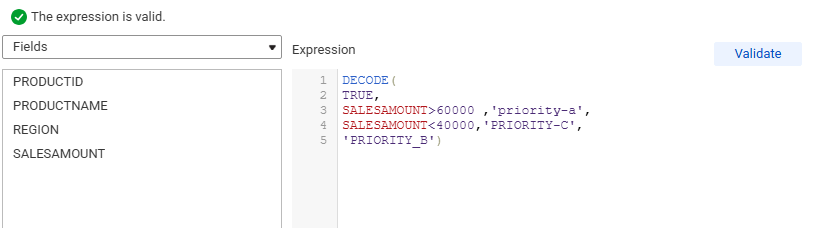 The expression is valid.
Fields
Expression
Validate
PRODUCTID
PRODUCTNAME
REGION
SALESAMOUNT
1 DECODE(
2 TRUE,
3 SALESAMOUNT>60000 ,'priority-a',
4 SALESAMOUNT<40000,'PRIORITY-C',
5 'PRIORITY_B')